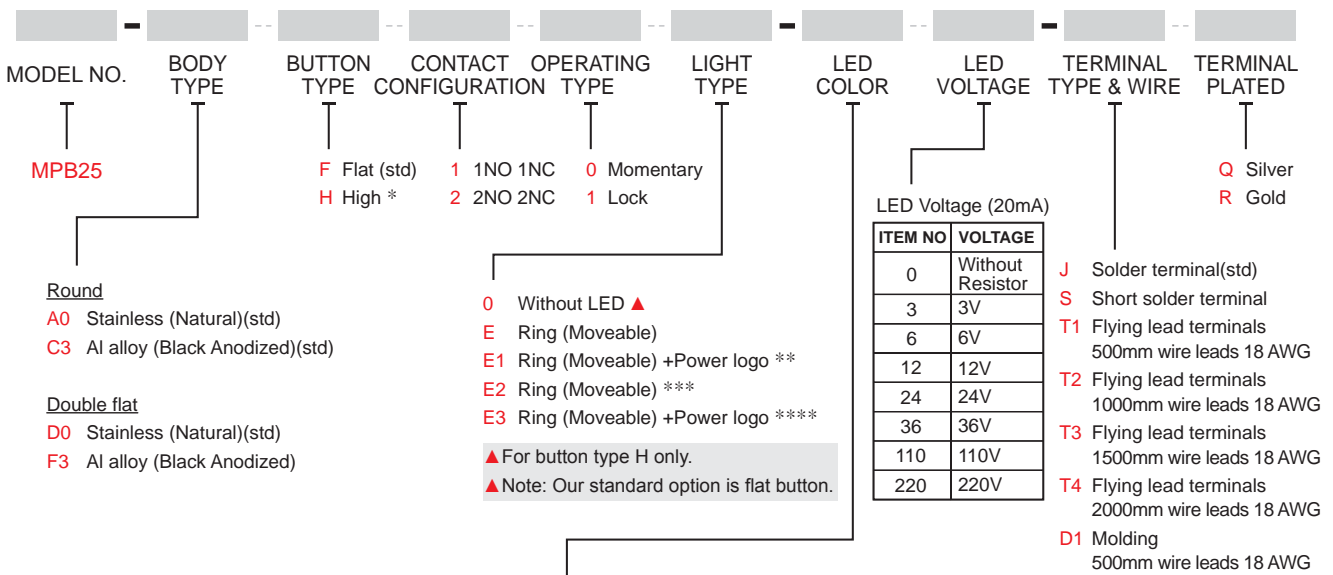 MODEL NO.
BODY
TYPE
BUTTON
TYPE
CONTACT
CONFIGURATION
OPERATING
TYPE
LIGHT
TYPE
LED
COLOR
LED
VOLTAGE
TERMINAL
TYPE & WIRE
TERMINAL
PLATED
MPB25
F Flat (std)
H High *
1 1NO 1NC
2 2NO 2NC
0 Momentary
1 Lock
Q Silver
R Gold
Round
A0 Stainless (Natural)(std)
C3 Al alloy (Black Anodized)(std)
Double flat
D0 Stainless (Natural)(std)
F3 Al alloy (Black Anodized)
0 Without LED ▲
E Ring (Moveable)
E1 Ring (Moveable) +Power logo **
E2 Ring (Moveable) ***
E3 Ring (Moveable) +Power logo ****
▲For button type H only.
▲Note: Our standard option is flat button.
LED Voltage (20mA)
ITEM NO VOLTAGE
0 Without
Resistor
3 3V
6 6V
12 12V
24 24V
36 36V
110 110V
220 220V
J Solder terminal(std)
S Short solder terminal
T1 Flying lead terminals
500mm wire leads 18 AWG
T2 Flying lead terminals
1000mm wire leads 18 AWG
T3 Flying lead terminals
1500mm wire leads 18 AWG
T4 Flying lead terminals
2000mm wire leads 18 AWG
D1 Molding
500mm wire leads 18 AWG